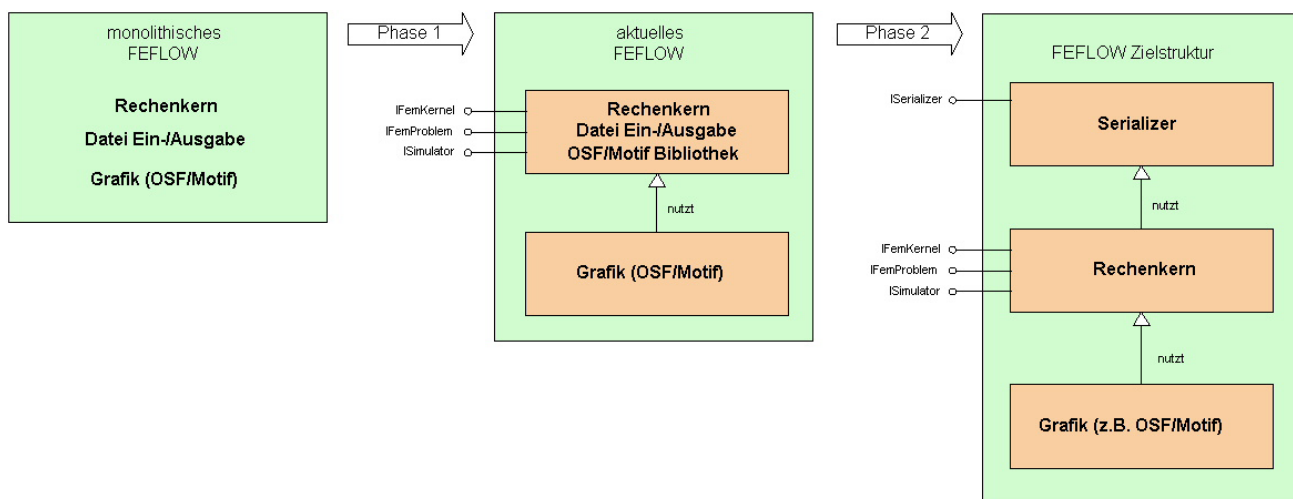 monolithisches
FEFLOW
Rechenkern
Datei Ein-/Ausgabe
Grafik (OSF/Motif)
Phase 1
aktuelles
FEFLOW
IFemKernel
IFemProblem
ISimulator
Rechenkern
Datei Ein-/Ausgabe
OSF/Motif Bibliothek
nutzt
Grafik (OSF/Motif)
Phase 2
FEFLOW Zielstruktur
ISerializer
Serializer
nutzt
IFemKernel
IFemProblem
ISimulator
Rechenkern
nutzt
Grafik (z.B. OSF/Motif)